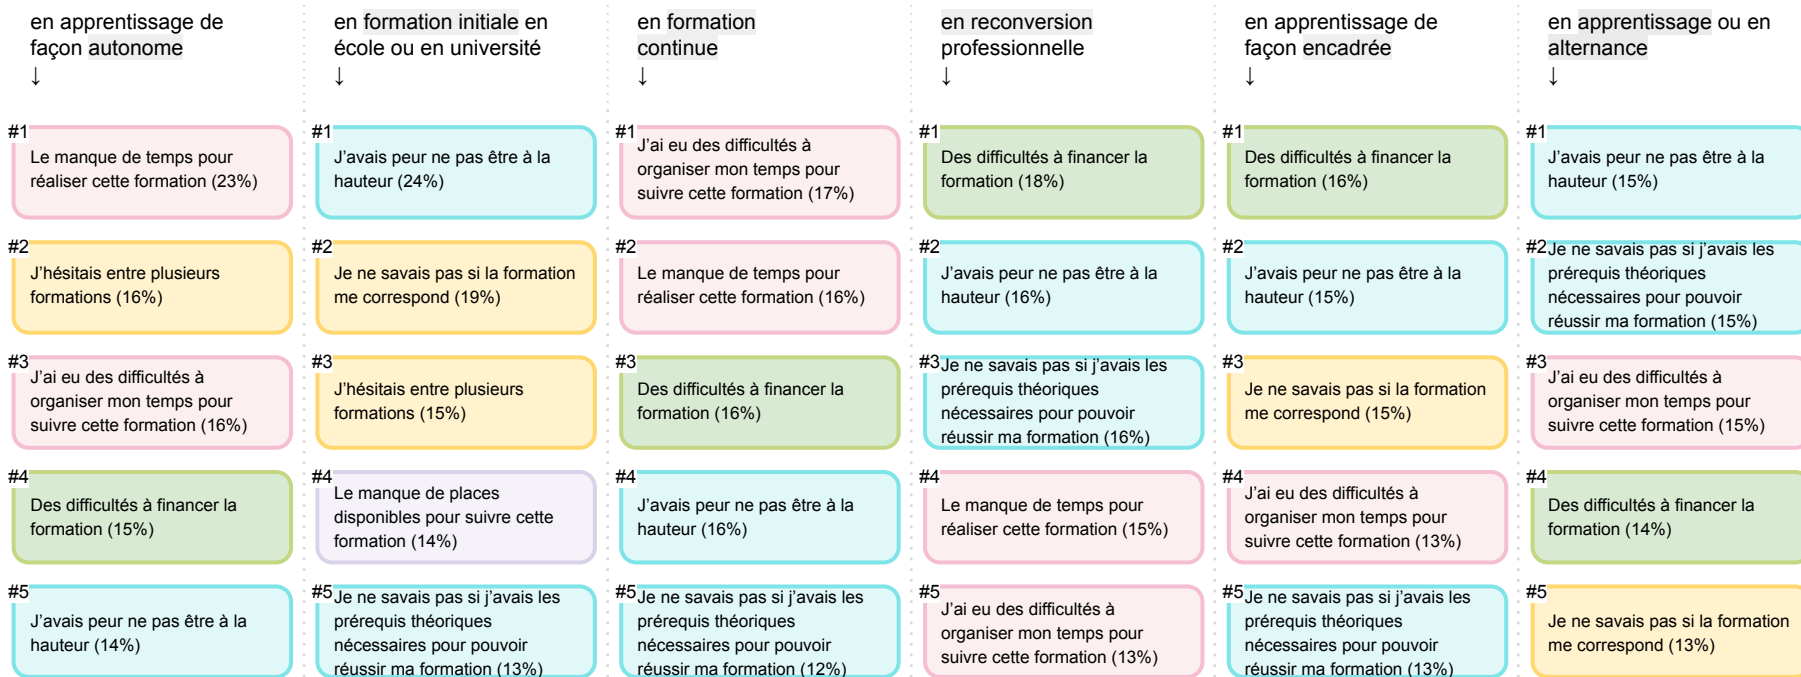 en apprentissage de
façon autonome
↓
#1
Le manque de temps pour
réaliser cette formation (23%)
#2
J'hésitais entre plusieurs
formations (16%)
#3
J'ai eu des difficultés à
organiser mon temps pour
suivre cette formation (16%)
#4
Des difficultés à financer la
formation (15%)
#5
J'avais peur ne pas être à la
hauteur (14%)
en formation initiale en
école ou en université
↓
#1
J'avais peur ne pas être à la
hauteur (24%)
#2
Je ne savais pas si la formation
me correspond (19%)
#3
J'hésitais entre plusieurs
formations (15%)
#4
Le manque de places
disponibles pour suivre cette
formation (14%)
#5
Je ne savais pas si j'avais les
prérequis théoriques
nécessaires pour pouvoir
réussir ma formation (13%)
en formation
continue
↓
#1
J'ai eu des difficultés à
organiser mon temps pour
suivre cette formation (17%)
#2
Le manque de temps pour
réaliser cette formation (16%)
#3
Des difficultés à financer la
formation (16%)
#4
J'avais peur ne pas être à la
hauteur (16%)
#5
Je ne savais pas si j'avais les
prérequis théoriques
nécessaires pour pouvoir
réussir ma formation (12%)
en reconversion
professionnelle
↓
#1
Des difficultés à financer la
formation (18%)
#2
J'avais peur ne pas être à la
hauteur (16%)
#3
Je ne savais pas si j'avais les
prérequis théoriques
nécessaires pour pouvoir
réussir ma formation (16%)
#4
Le manque de temps pour
réaliser cette formation (15%)
#5
J'ai eu des difficultés à
organiser mon temps pour
suivre cette formation (13%)
en apprentissage de
façon encadrée
↓
#1
Des difficultés à financer la
formation (16%)
#2
J'avais peur ne pas être à la
hauteur (15%)
#3
Je ne savais pas si la formation
me correspond (15%)
#4
J'ai eu des difficultés à
organiser mon temps pour
suivre cette formation (13%)
#5
Je ne savais pas si j'avais les
prérequis théoriques
nécessaires pour pouvoir
réussir ma formation (13%)
en apprentissage ou en
alternance
↓
#1
J'avais peur ne pas être à la
hauteur (15%)
#2
Je ne savais pas si j'avais les
prérequis théoriques
nécessaires pour pouvoir
réussir ma formation (15%)
#3
J'ai eu des difficultés à
organiser mon temps pour
suivre cette formation (15%)
#4
Des difficultés à financer la
formation (14%)
#5
Je ne savais pas si la formation
me correspond (13%)